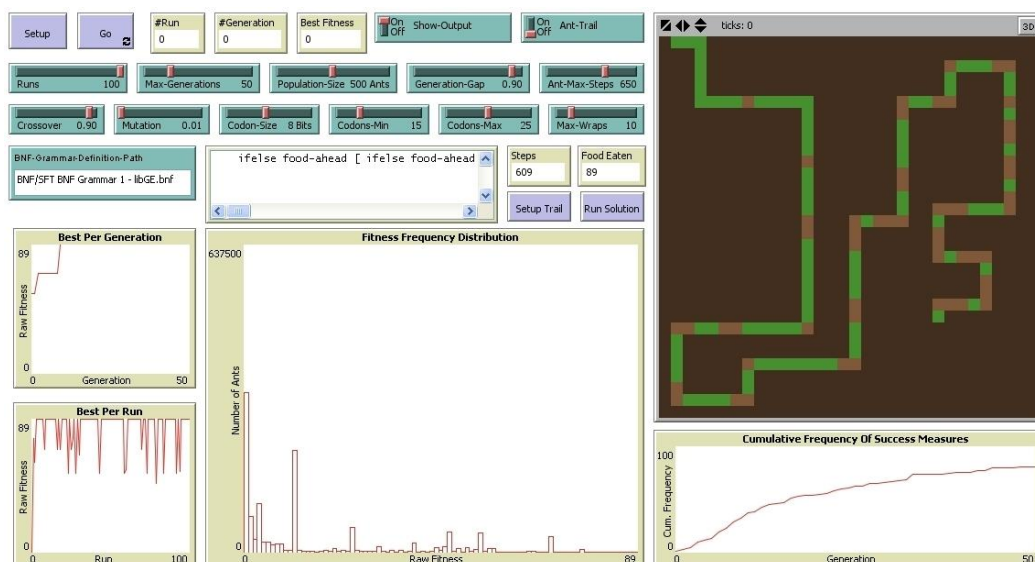 Setup
Go
#Run
0
#Generation
0
Best Fitness
0
On
Off
Show-Output
On
Off
Ant-Trail
ticks: 0
3D
Runs 100
Max-Generations 50
Population-Size 500 Ants
Generation-Gap 0.90
Ant-Max-Steps 650
Crossover 0.90
Mutation 0.01
Codon-Size 8 Bits
Codons-Min 15
Codons-Max 25
Max-Wraps 10
BNF-Grammar-Definition-Path
BNF/SFT BNF Grammar 1 - libGE.bnf
ifelse food-ahead [ ifelse food-ahead
Steps
609
Food Eaten
89
Setup Trail
Run Solution
Best Per Generation
89
Raw Fitness
0
0
Generation
50
Best Per Run
89
Raw Fitness
0
0
Run
100
Fitness Frequency Distribution
637500
Number of Ants
0
0
Raw Fitness
89
Cumulative Frequency Of Success Measures
100
Cum. Frequency
0
0
Generation
50